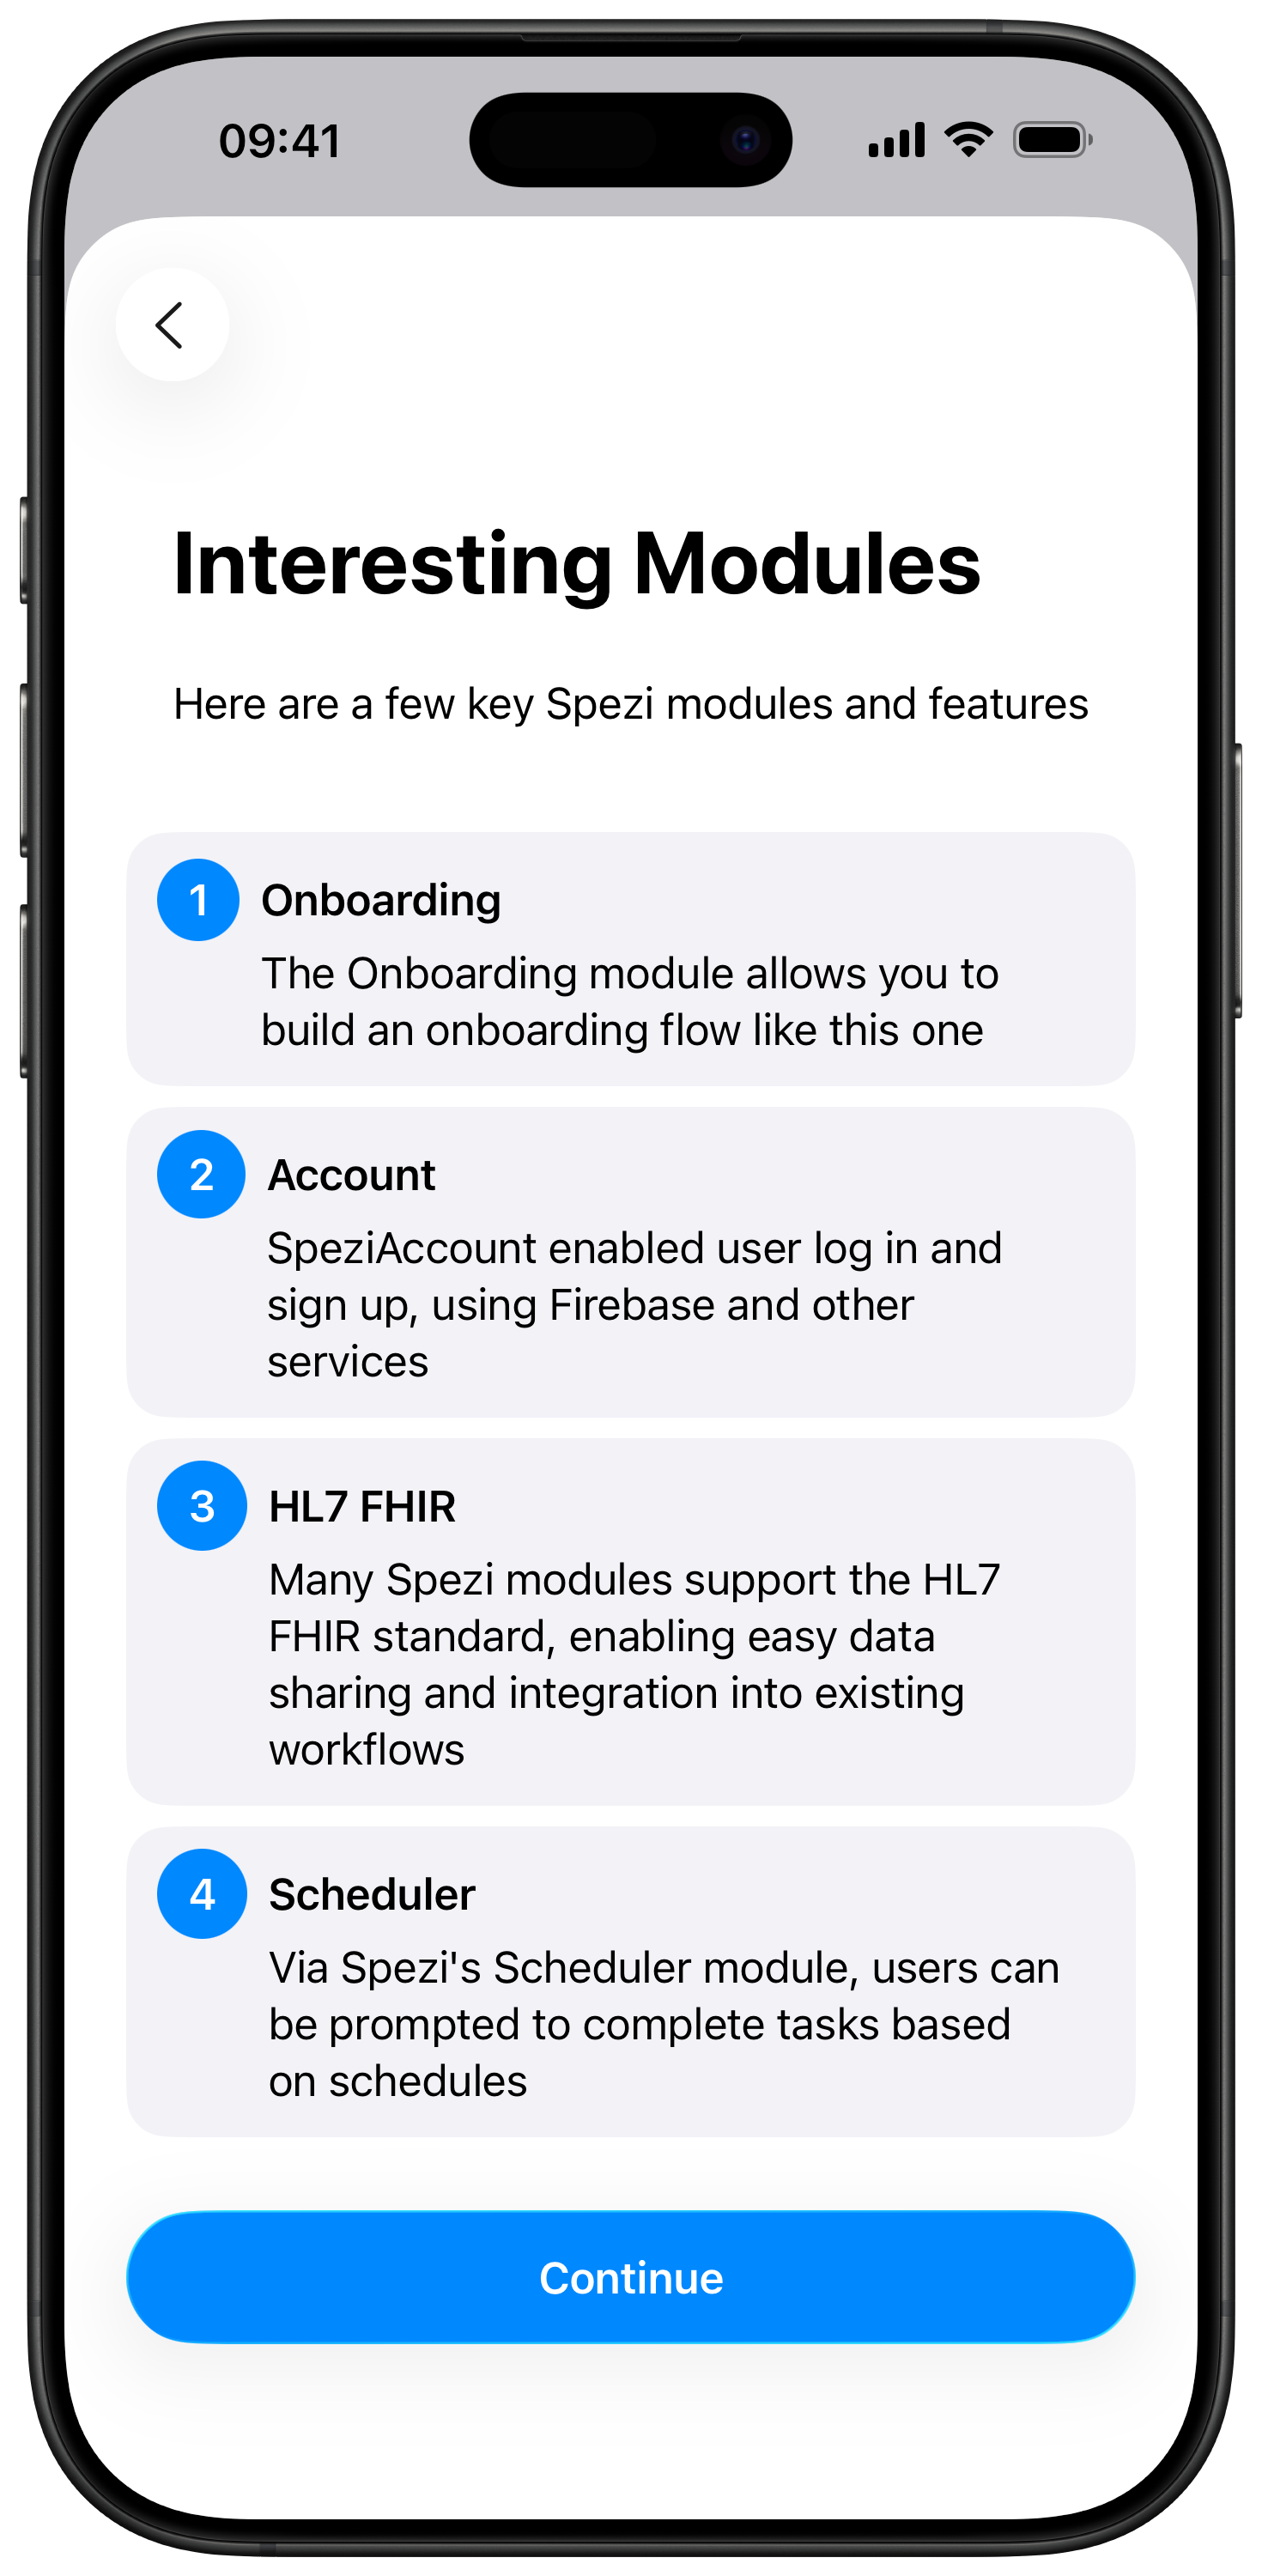 09:41
Interesting Modules
Here are a few key Spezi modules and features
1 Onboarding
The Onboarding module allows you to
build an onboarding flow like this one
2 Account
SpeziAccount enabled user log in and
sign up, using Firebase and other
services
3 HL7 FHIR
Many Spezi modules support the HL7
FHIR standard, enabling easy data
sharing and integration into existing
workflows
4 Scheduler
Via Spezi's Scheduler module, users can
be prompted to complete tasks based
on schedules
Continue